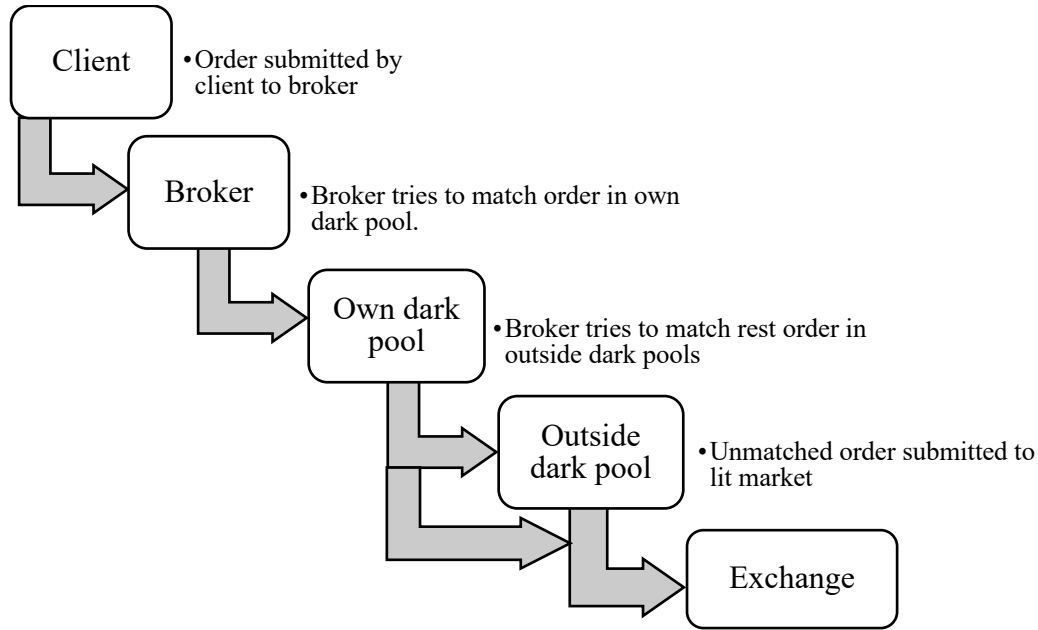 Client
•Order submitted by
client to broker
Broker
•Broker tries to match order in own
dark pool.
Own dark
pool
•Broker tries to match rest order in
outside dark pools
Outside
dark pool
•Unmatched order submitted to
lit market
Exchange